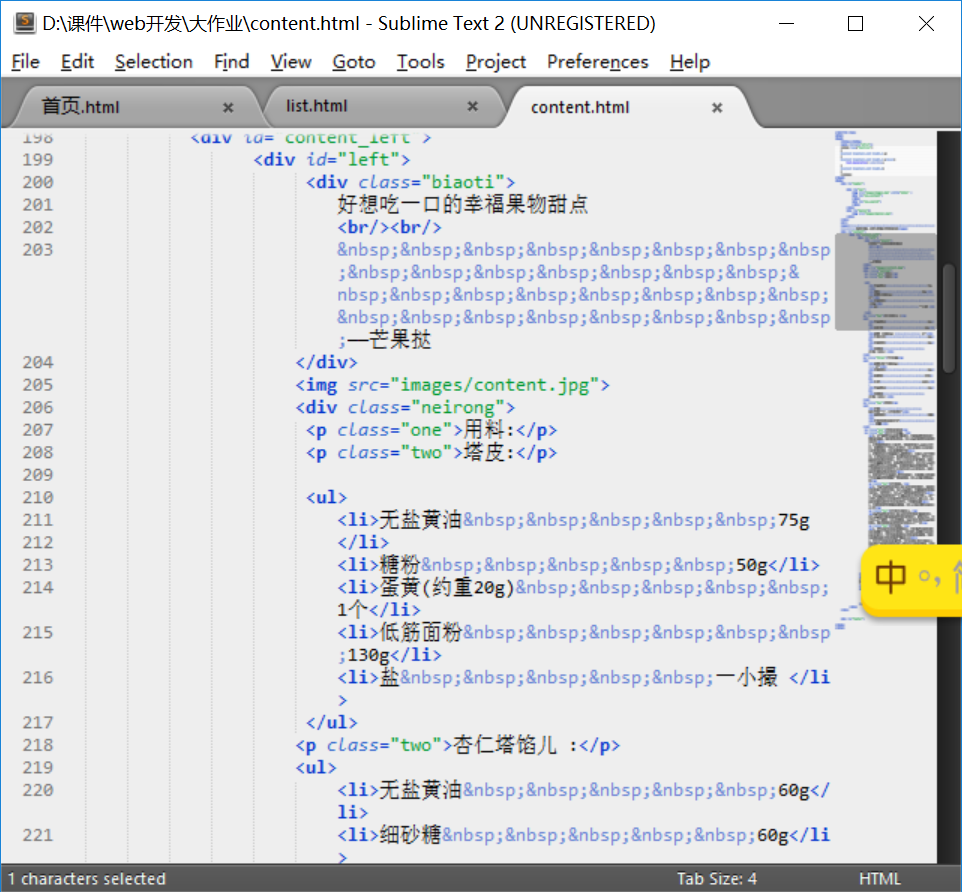 D:\课件\web开发\大作业\content.html - Sublime Text 2 (UNREGISTERED)
File Edit Selection Find View Goto Tools Project Preferences Help
首页.html × list.html × content.html ×
198 <div id="content_left">
199 <div id="left">
200 <div class="biaoti">
201 好想吃一口的幸福果物甜点
202 <br/><br/>
203 &nbsp;&nbsp;&nbsp;&nbsp;&nbsp;&nbsp;&nbsp;&nbsp
;&nbsp;&nbsp;&nbsp;&nbsp;&nbsp;&nbsp;&nbsp;&
nbsp;&nbsp;&nbsp;&nbsp;&nbsp;&nbsp;&nbsp;&nbsp;
&nbsp;&nbsp;&nbsp;&nbsp;&nbsp;&nbsp;&nbsp;&nbsp
;—芒果挞
204 </div>
205 <img src="images/content.jpg">
206 <div class="neirong">
207 <p class="one">用料:</p>
208 <p class="two">塔皮:</p>
209
210 <ul>
211 <li>无盐黄油&nbsp;&nbsp;&nbsp;&nbsp;&nbsp;75g
212 </li>
213 <li>糖粉&nbsp;&nbsp;&nbsp;&nbsp;&nbsp;50g</li>
214 <li>蛋黄(约重20g)&nbsp;&nbsp;&nbsp;&nbsp;&nbsp;
1个</li>
215 <li>低筋面粉&nbsp;&nbsp;&nbsp;&nbsp;&nbsp;&nbsp
;130g</li>
216 <li>盐&nbsp;&nbsp;&nbsp;&nbsp;&nbsp;一小撮 </li
>
217 </ul>
218 <p class="two">杏仁塔馅儿 :</p>
219 <ul>
220 <li>无盐黄油&nbsp;&nbsp;&nbsp;&nbsp;&nbsp;60g</
li>
221 <li>细砂糖&nbsp;&nbsp;&nbsp;&nbsp;&nbsp;60g</li
>
中 °,
1 characters selected Tab Size: 4 HTML